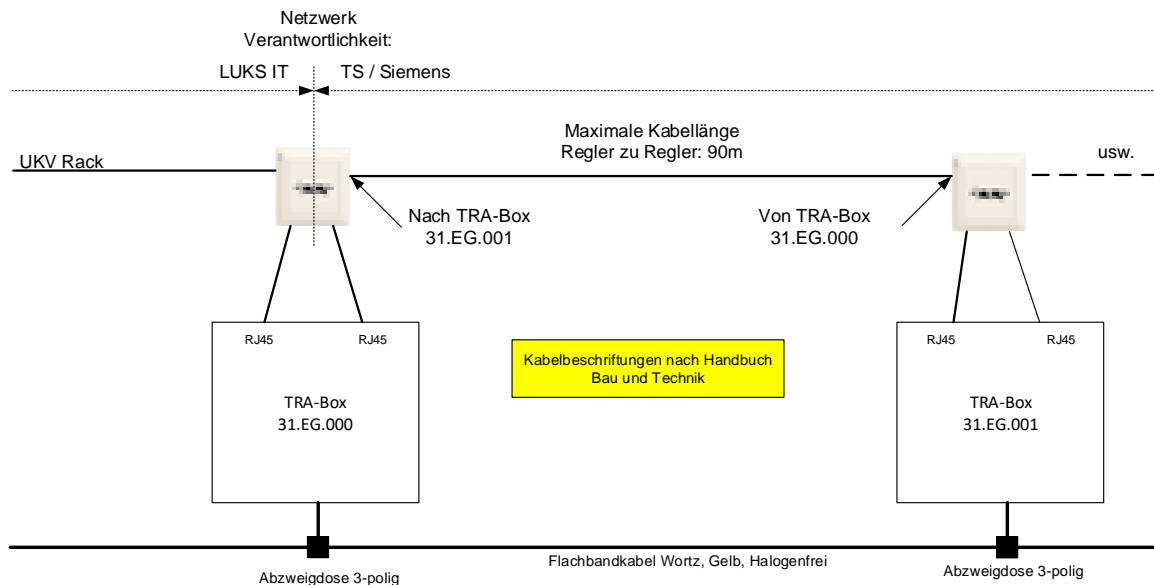 Netzwerk
Verantwortlichkeit:
LUKS IT
TS / Siemens
Maximale Kabellänge
Regler zu Regler: 90m
UKV Rack
usw.
Nach TRA-Box
31.EG.001
Von TRA-Box
31.EG.000
RJ45
RJ45
RJ45
RJ45
Kabelbeschriftungen nach Handbuch
Bau und Technik
TRA-Box
31.EG.000
TRA-Box
31.EG.001
Flachbandkabel Wortz, Gelb, Halogenfrei
Abzweigdose 3-polig
Abzweigdose 3-polig